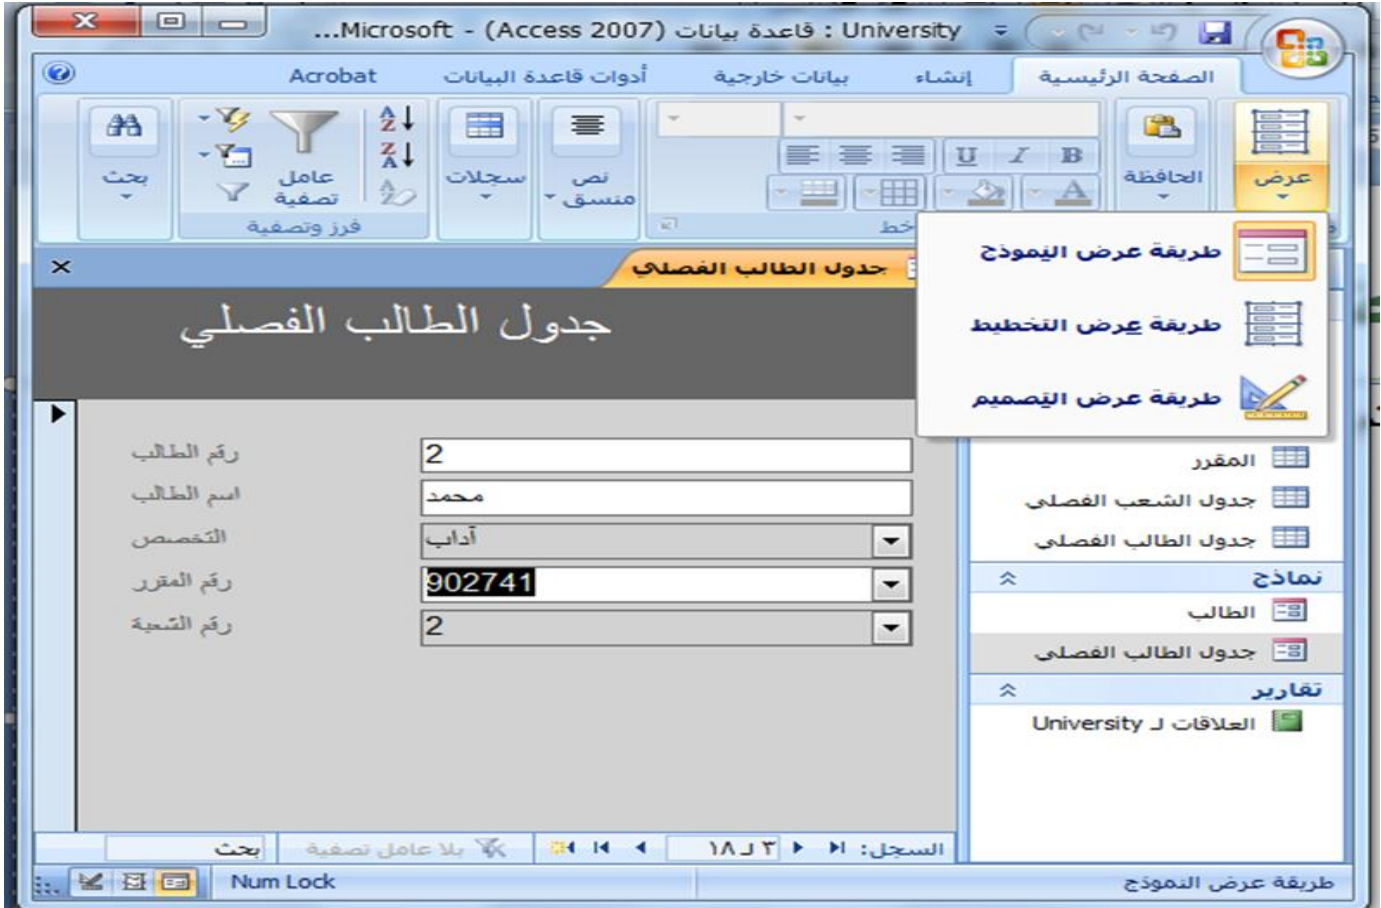 University : قاعدة بيانات (Access 2007) - Microsoft...
الصفحة الرئيسية إنشاء بيانات خارجية أدوات قاعدة البيانات Acrobat
عرض
الحافظة
B I U
A
خط
نص منسق
سجلات
عامل تصفية
فرز وتصفية
بحث
طريقة عرض النموذج
طريقة عرض التخطيط
طريقة عرض التصميم
جدول الطالب الفصلي
جدول الطالب الفصلي
رقم الطالب 2
اسم الطالب محمد
التخصص آداب
رقم المقرر 902741
رقم الشعبة 2
المقرر
جدول الشعب الفصلي
جدول الطالب الفصلي
نماذج
الطالب
جدول الطالب الفصلي
تقارير
العلاقات لـ University
السجل: ٣ لـ ١٨ بلا عامل تصفية بحث
طريقة عرض النموذج Num Lock